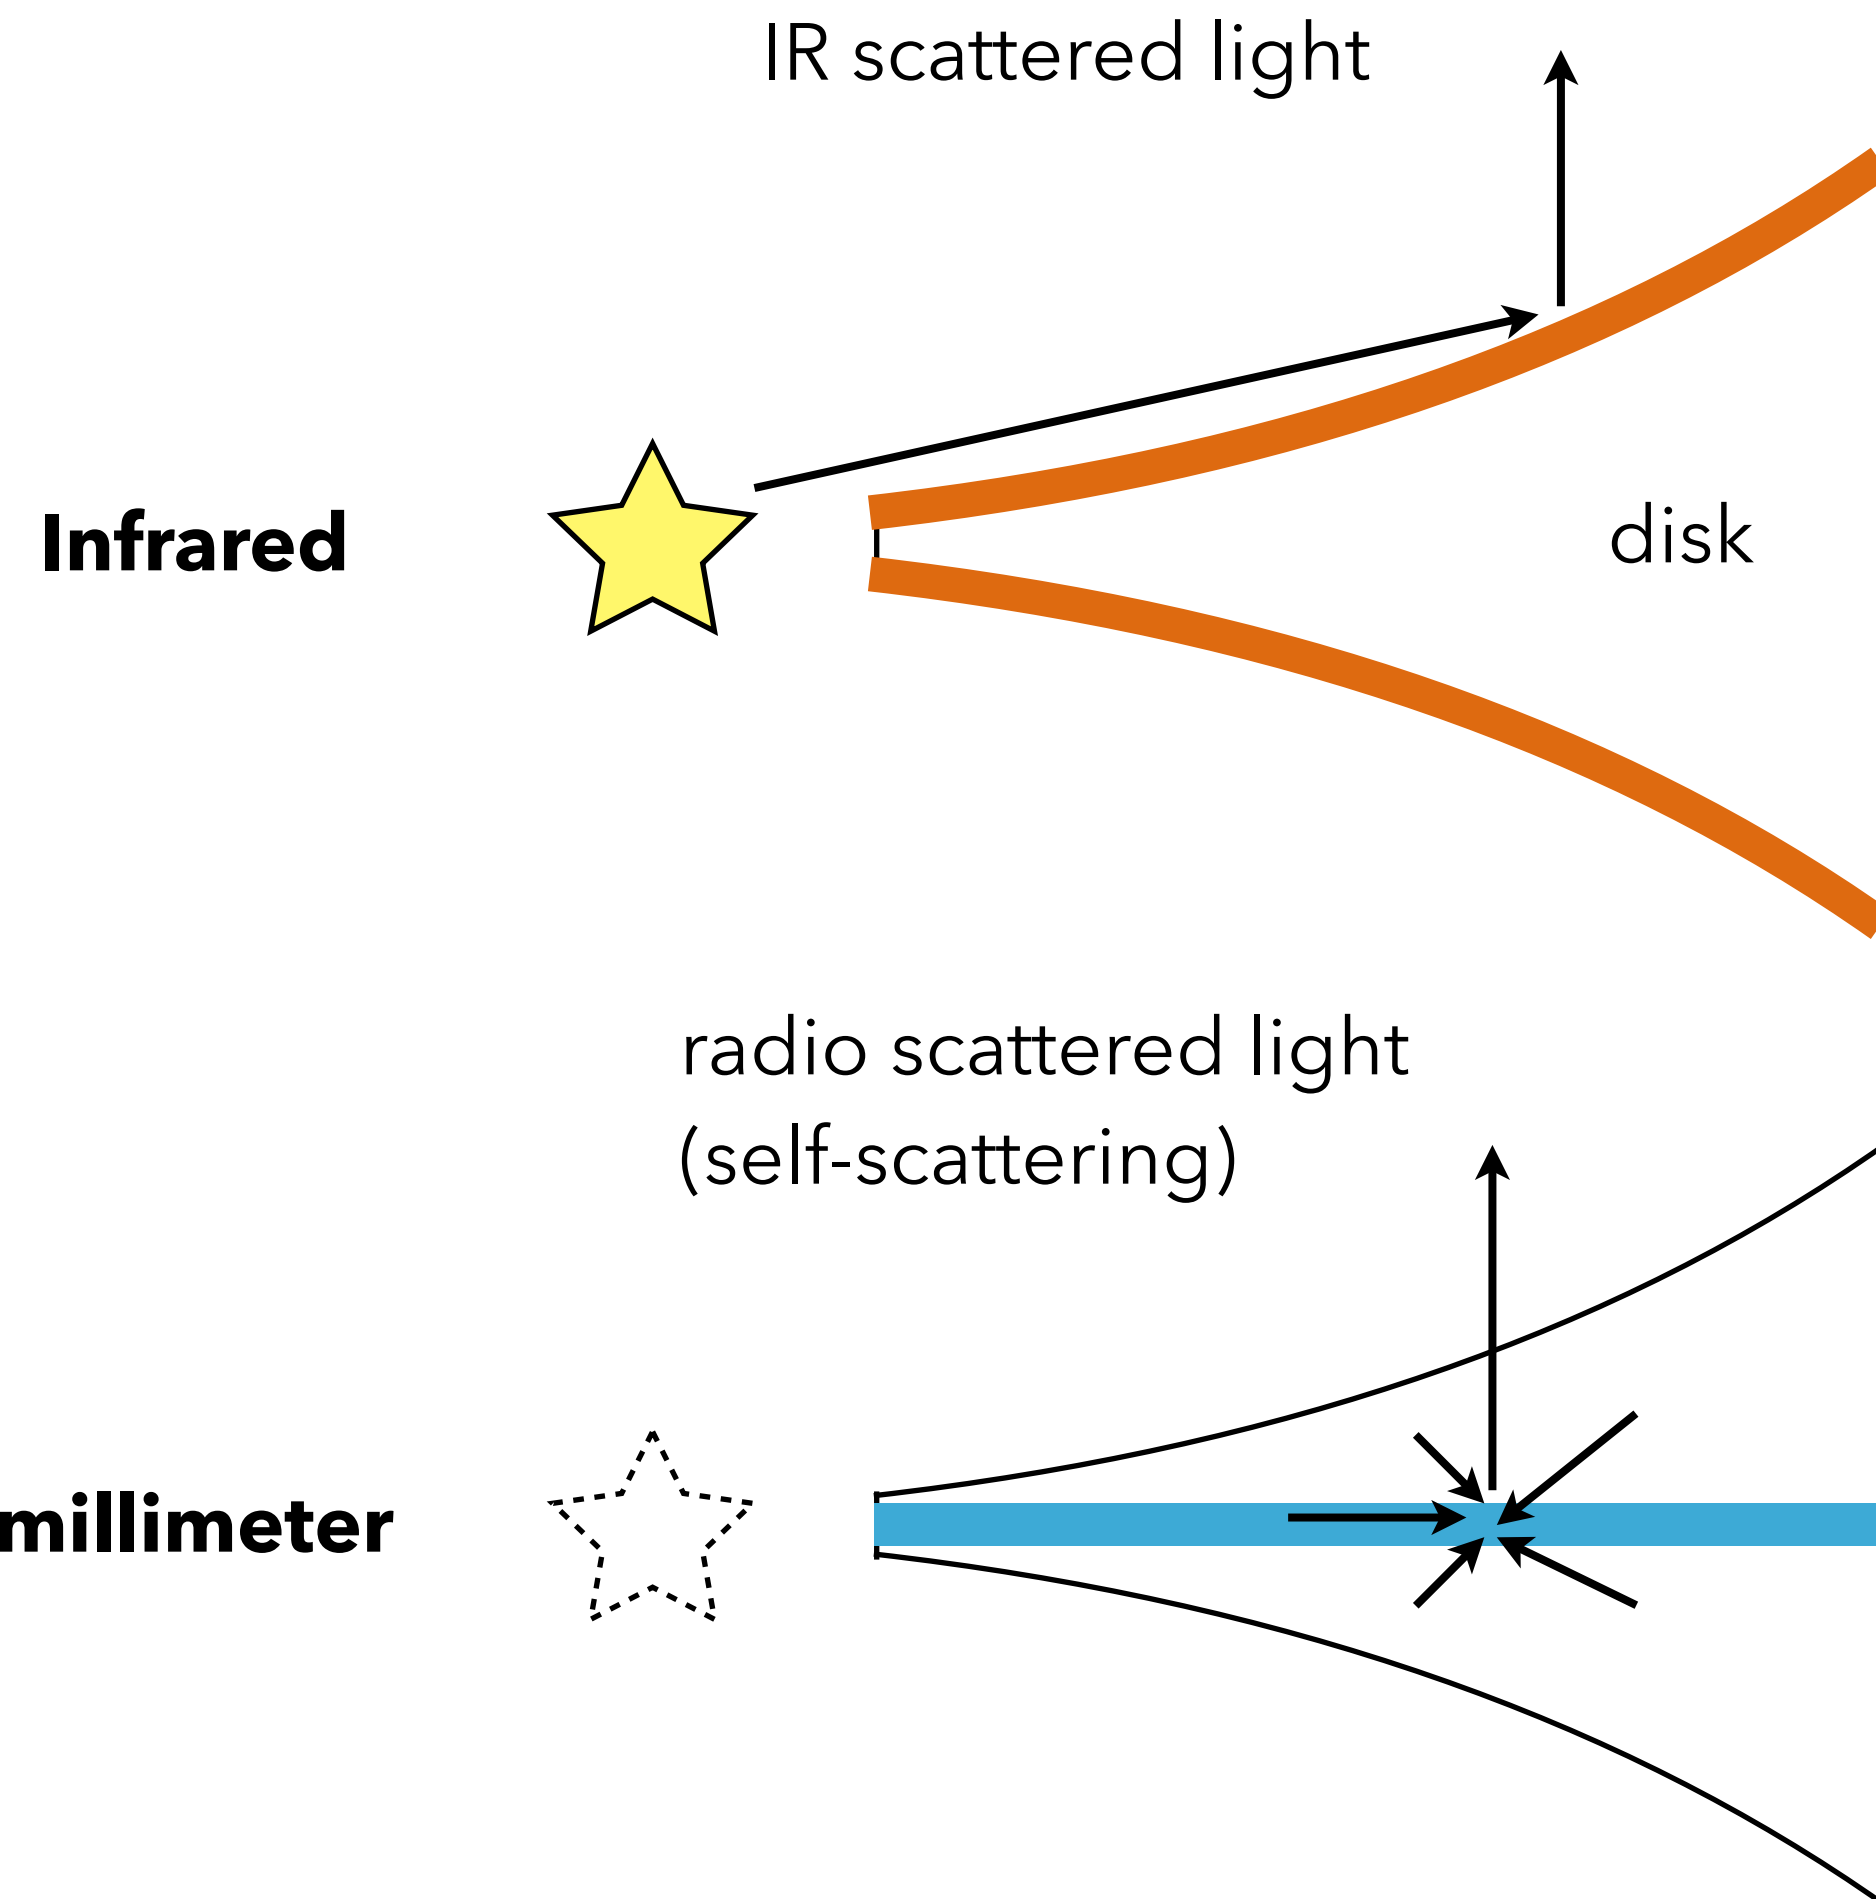 IR scattered light
Infrared
disk
radio scattered light
(self-scattering)
millimeter